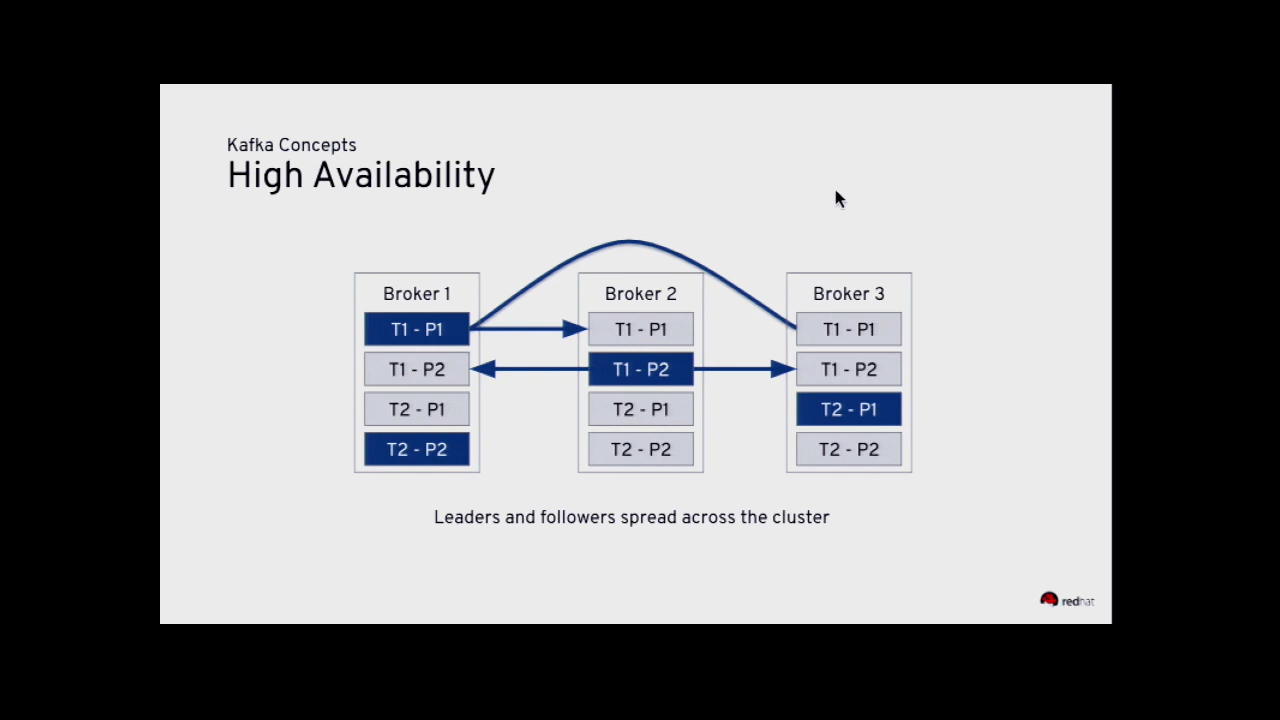 Kafka Concepts
High Availability
Broker 1
Broker 2
Broker 3
T1 - P1
T1 - P1
T1 - P1
T1 - P2
T1 - P2
T1 - P2
T2 - P1
T2 - P1
T2 - P1
T2 - P2
T2 - P2
T2 - P2
Leaders and followers spread across the cluster
redhat